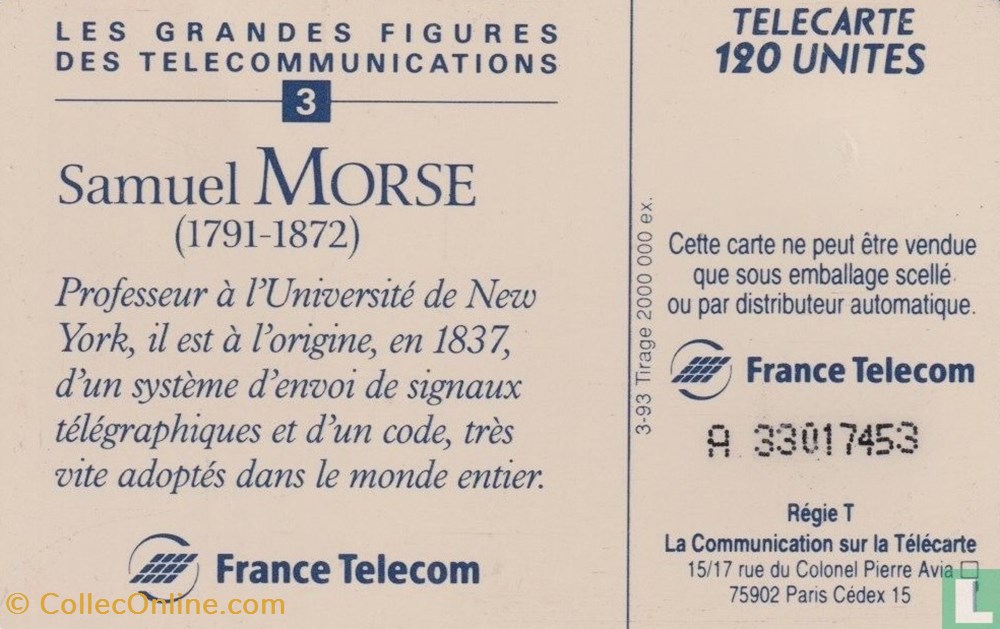 LES GRANDES FIGURES
DES TELECOMMUNICATIONS
3
Samuel MORSE
(1791-1872)
Professeur à l'Université de New
York, il est à l'origine, en 1837,
d'un système d'envoi de signaux
télégraphiques et d'un code, très
vite adoptés dans le monde entier.
France Telecom
3-93 Tirage 2000 000 ex.
TELECARTE
120 UNITES
Cette carte ne peut être vendue
que sous emballage scellé
ou par distributeur automatique.
France Telecom
A 33017453
Régie T
La Communication sur la Télécarte
15/17 rue du Colonel Pierre Avia
75902 Paris Cédex 15
© CollecOnline.com
L